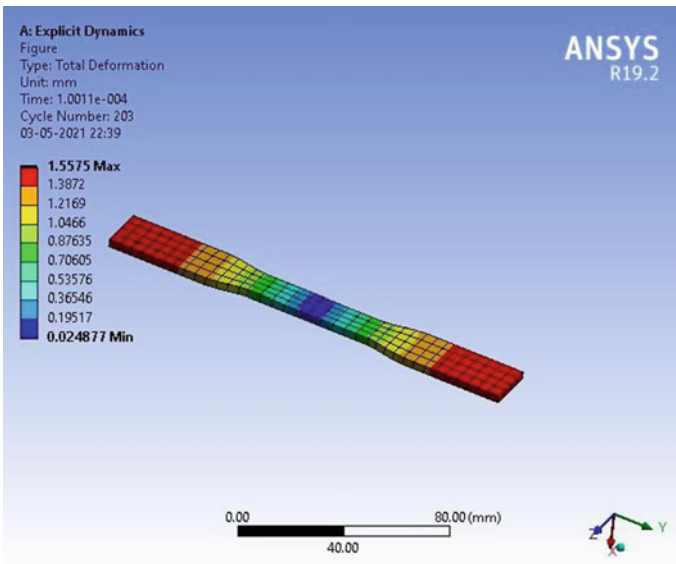 A: Explicit Dynamics
Figure
Type: Total Deformation
Unit: mm
Time: 1.0011e-004
Cycle Number: 203
03-05-2021 22:39
ANSYS
R19.2
1.5575 Max
1.3872
1.2169
1.0466
0.87635
0.70605
0.53576
0.36546
0.19517
0.024877 Min
0.00 80.00 (mm)
40.00
Z Y
X